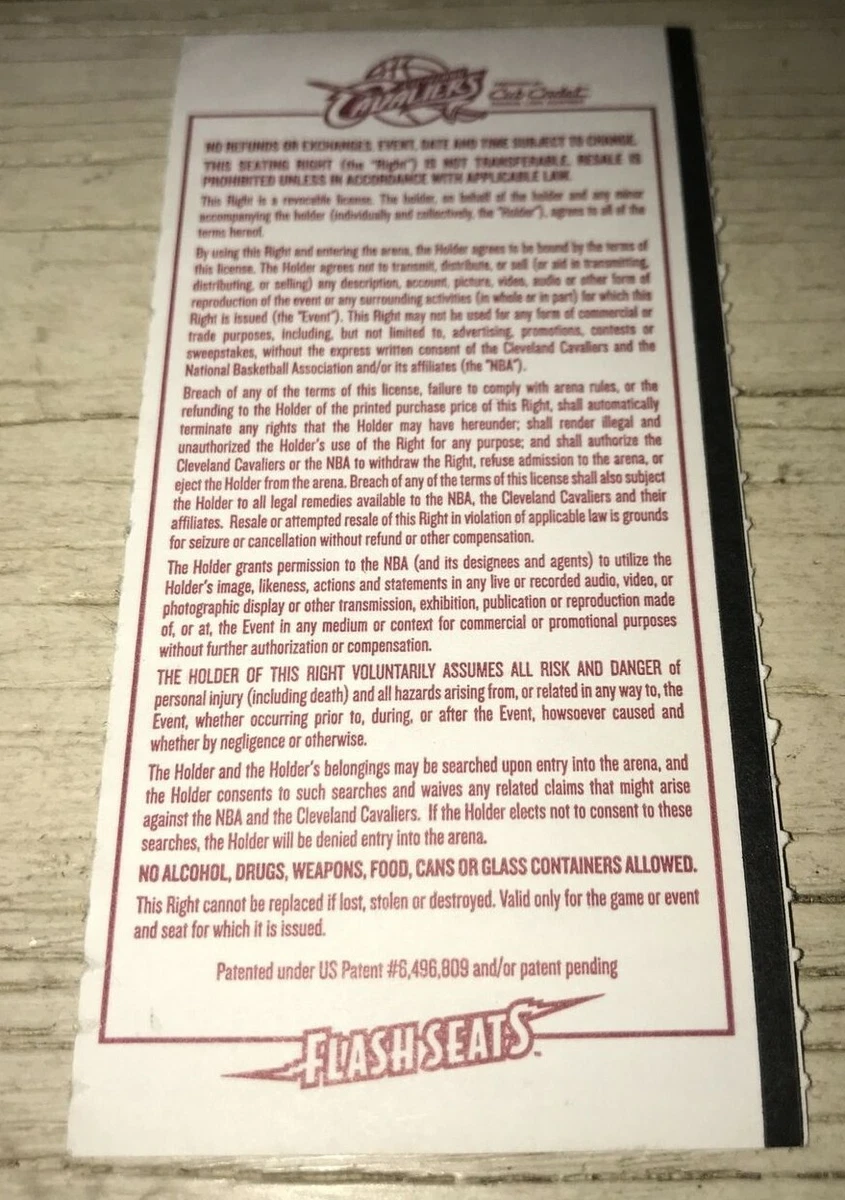 CAVALIERS
Cub Cadet
NO REFUNDS OR EXCHANGES. EVENT, DATE AND TIME SUBJECT TO CHANGE.
THIS SEATING RIGHT (the "Right") IS NOT TRANSFERABLE. RESALE IS
PROHIBITED UNLESS IN ACCORDANCE WITH APPLICABLE LAW.
This Right is a revocable license. The holder, on behalf of the holder and any minor
accompanying the holder (individually and collectively, the "Holder"), agrees to all of the
terms hereof.
By using this Right and entering the arena, the Holder agrees to be bound by the terms of
this license. The Holder agrees not to transmit, distribute, or sell (or aid in transmitting,
distributing, or selling) any description, account, picture, video, audio or other form of
reproduction of the event or any surrounding activities (in whole or in part) for which this
Right is issued (the "Event"). This Right may not be used for any form of commercial or
trade purposes, including, but not limited to, advertising, promotions, contests or
sweepstakes, without the express written consent of the Cleveland Cavaliers and the
National Basketball Association and/or its affiliates (the "NBA").
Breach of any of the terms of this license, failure to comply with arena rules, or the
refunding to the Holder of the printed purchase price of this Right, shall automatically
terminate any rights that the Holder may have hereunder; shall render illegal and
unauthorized the Holder's use of the Right for any purpose; and shall authorize the
Cleveland Cavaliers or the NBA to withdraw the Right, refuse admission to the arena, or
eject the Holder from the arena. Breach of any of the terms of this license shall also subject
the Holder to all legal remedies available to the NBA, the Cleveland Cavaliers and their
affiliates. Resale or attempted resale of this Right in violation of applicable law is grounds
for seizure or cancellation without refund or other compensation.
The Holder grants permission to the NBA (and its designees and agents) to utilize the
Holder's image, likeness, actions and statements in any live or recorded audio, video, or
photographic display or other transmission, exhibition, publication or reproduction made
of, or at, the Event in any medium or context for commercial or promotional purposes
without further authorization or compensation.
THE HOLDER OF THIS RIGHT VOLUNTARILY ASSUMES ALL RISK AND DANGER of
personal injury (including death) and all hazards arising from, or related in any way to, the
Event, whether occurring prior to, during, or after the Event, howsoever caused and
whether by negligence or otherwise.
The Holder and the Holder's belongings may be searched upon entry into the arena, and
the Holder consents to such searches and waives any related claims that might arise
against the NBA and the Cleveland Cavaliers. If the Holder elects not to consent to these
searches, the Holder will be denied entry into the arena.
NO ALCOHOL, DRUGS, WEAPONS, FOOD, CANS OR GLASS CONTAINERS ALLOWED.
This Right cannot be replaced if lost, stolen or destroyed. Valid only for the game or event
and seat for which it is issued.
Patented under US Patent #6,496,809 and/or patent pending
FLASHSEATS™